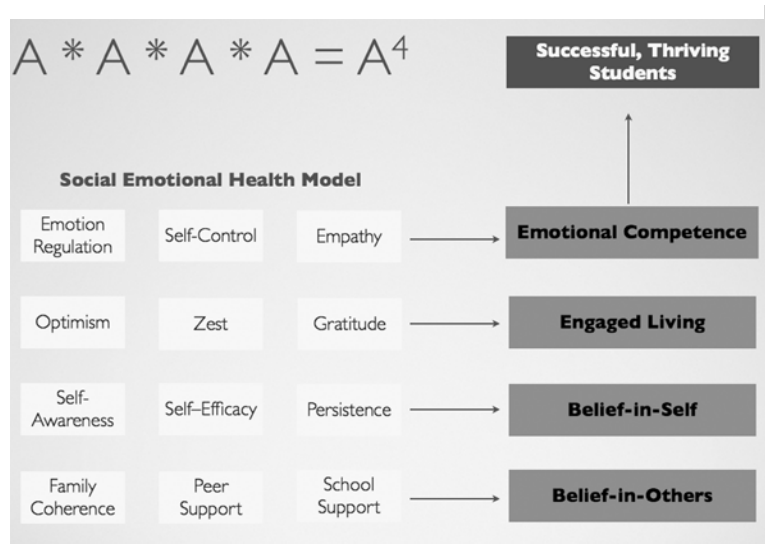 A * A * A * A = A⁴
Successful, Thriving
Students
Social Emotional Health Model
Emotion
Regulation
Self-Control
Empathy
Emotional Competence
Optimism
Zest
Gratitude
Engaged Living
Self-
Awareness
Self–Efficacy
Persistence
Belief-in-Self
Family
Coherence
Peer
Support
School
Support
Belief-in-Others